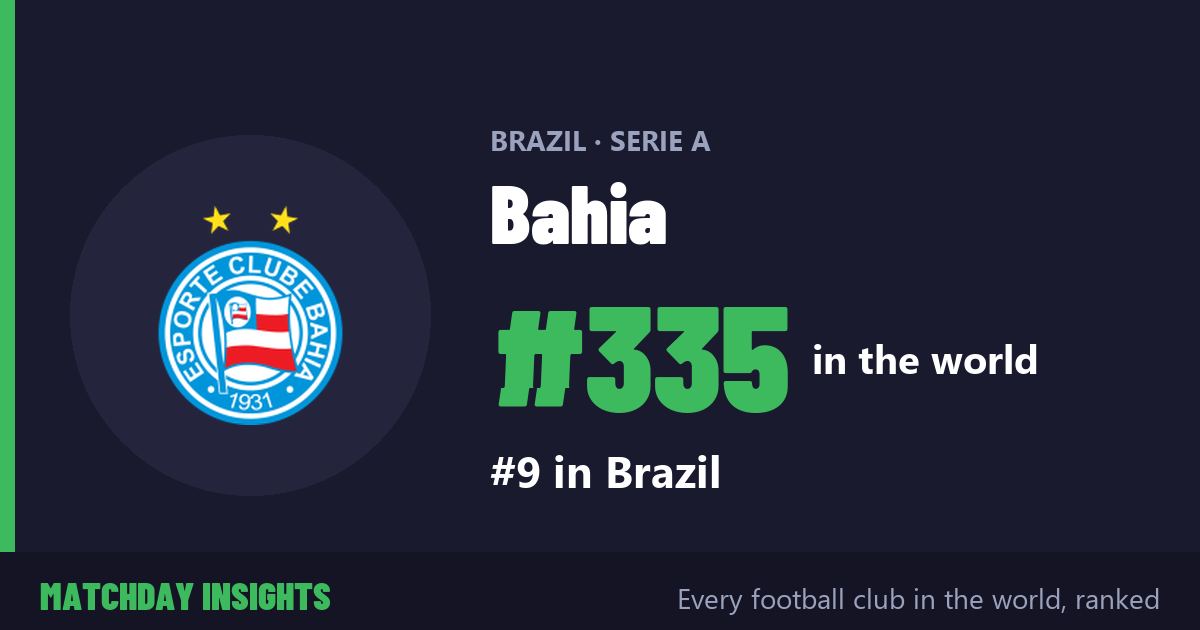 BRAZIL · SERIE A
Bahia
ESPORTE CLUBE BAHIA
• 1931 •
#335 in the world
#9 in Brazil
MATCHDAY INSIGHTS
Every football club in the world, ranked